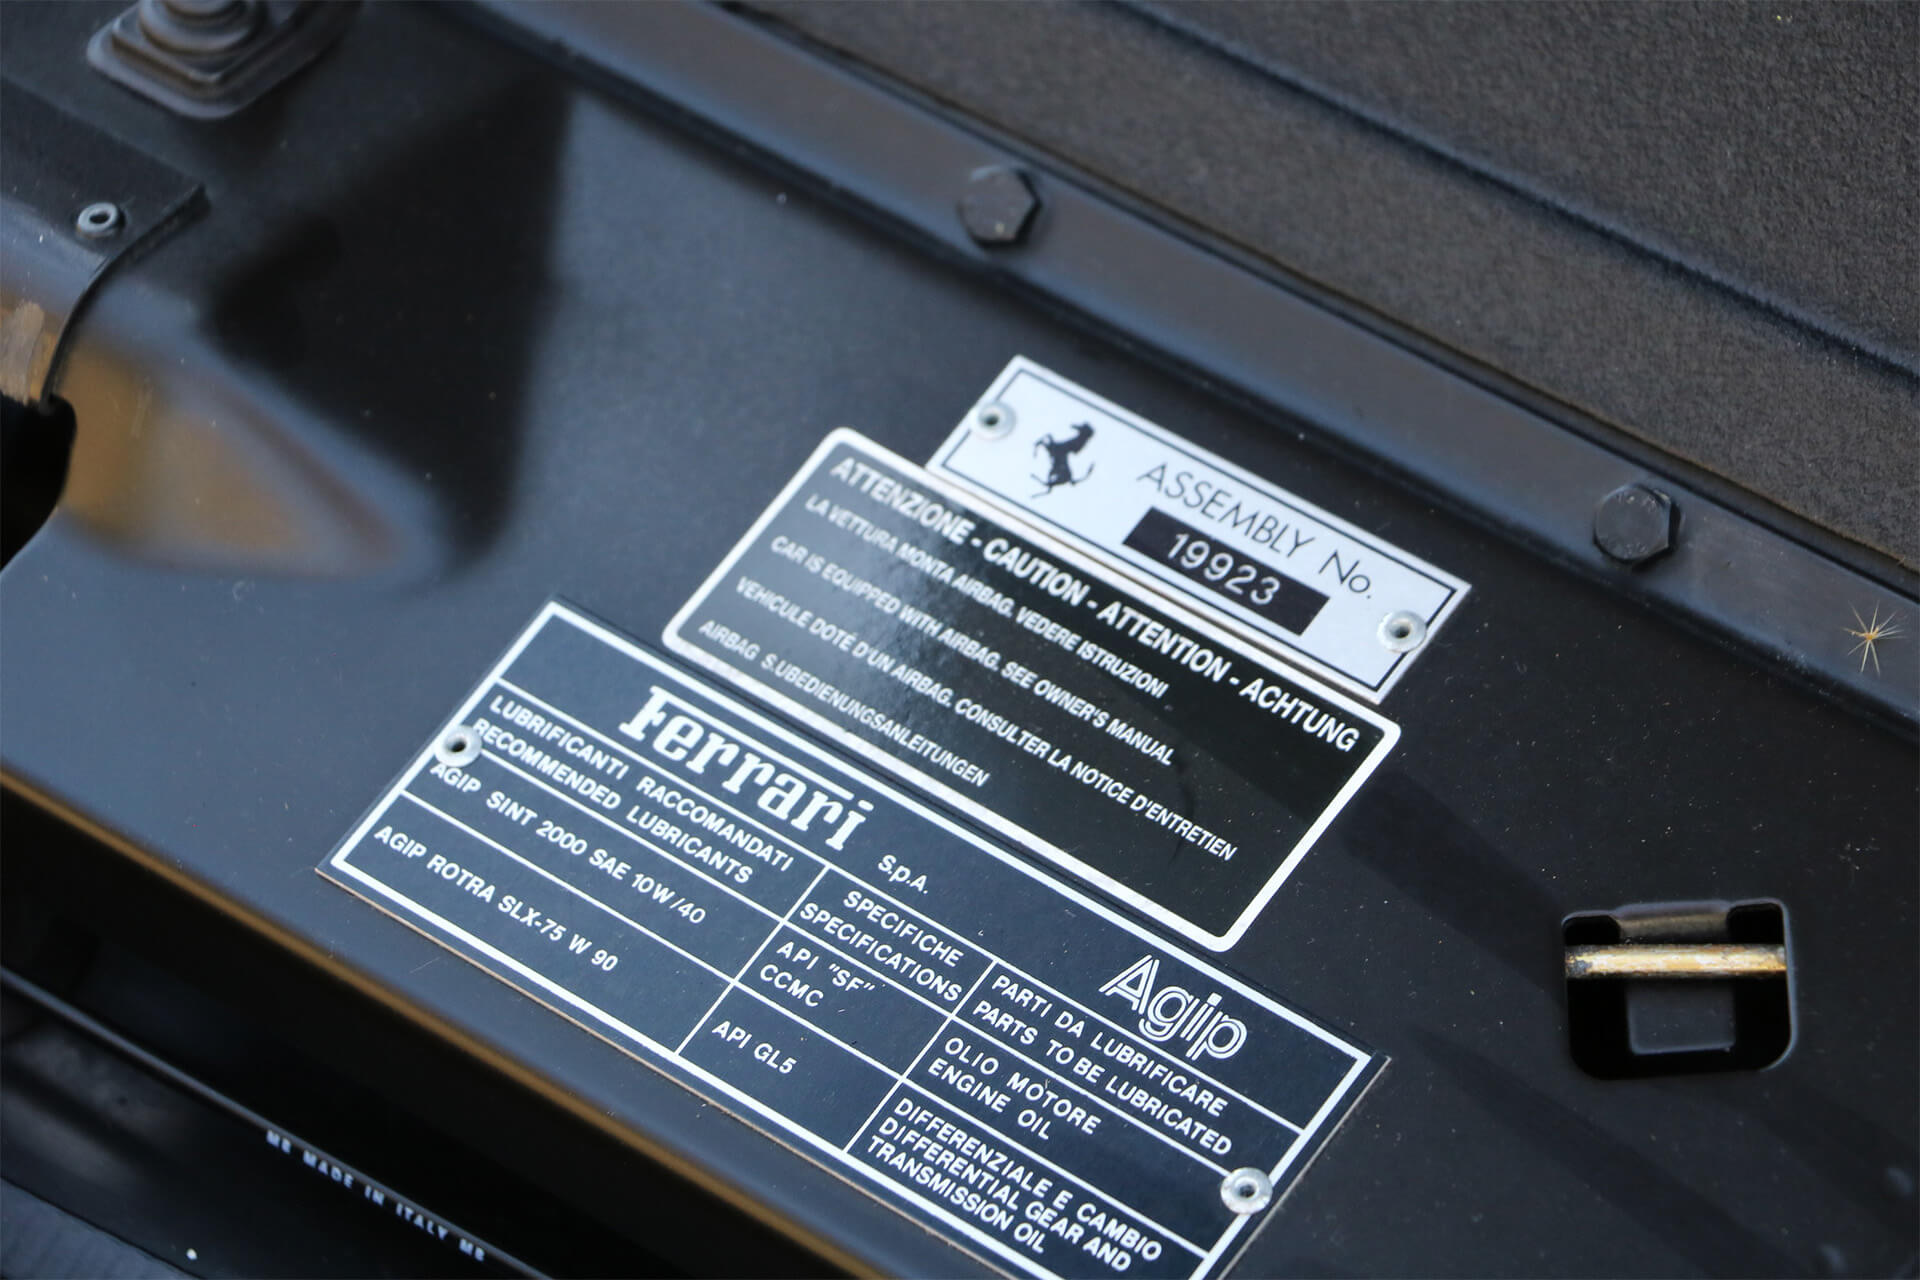 ASSEMBLY No.
19923
ATTENZIONE - CAUTION - ATTENTION - ACHTUNG
LA VETTURA MONTA AIRBAG. VEDERE ISTRUZIONI
CAR IS EQUIPPED WITH AIRBAG. SEE OWNER'S MANUAL
VEHICULE DOTÉ D'UN AIRBAG. CONSULTER LA NOTICE D'ENTRETIEN
AIRBAG S.UBEDIENUNGSANLEITUNGEN
Ferrari S.p.A.
Agip
LUBRIFICANTI RACCOMANDATI
RECOMMENDED LUBRICANTS
SPECIFICHE
SPECIFICATIONS
PARTI DA LUBRIFICARE
PARTS TO BE LUBRICATED
AGIP SINT 2000 SAE 10W/40
API "SF"
CCMC
OLIO MOTORE
ENGINE OIL
AGIP ROTRA SLX-75 W 90
API GL5
DIFFERENZIALE E CAMBIO
DIFFERENTIAL GEAR AND
TRANSMISSION OIL
ME MADE IN ITALY ME